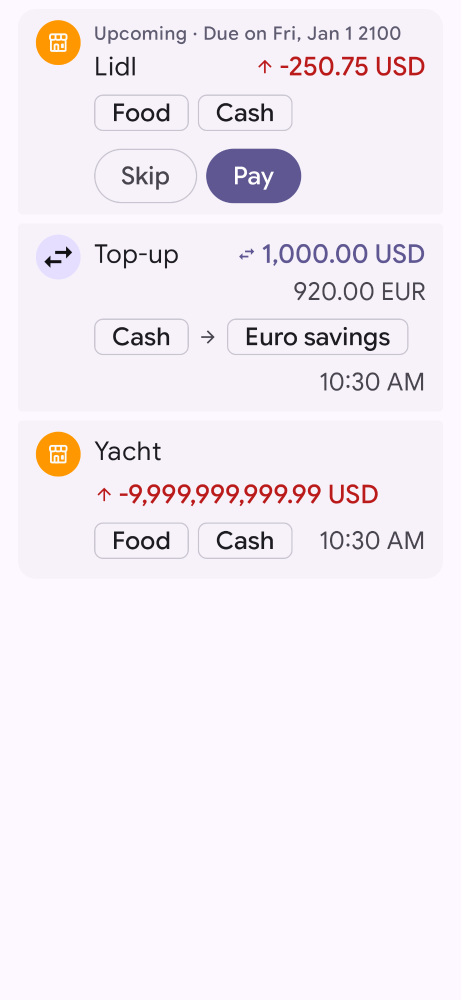 Upcoming · Due on Fri, Jan 1 2100
Lidl ↑ -250.75 USD
Food Cash
Skip Pay
Top-up 1,000.00 USD
920.00 EUR
Cash → Euro savings
10:30 AM
Yacht
↑ -9,999,999,999.99 USD
Food Cash 10:30 AM